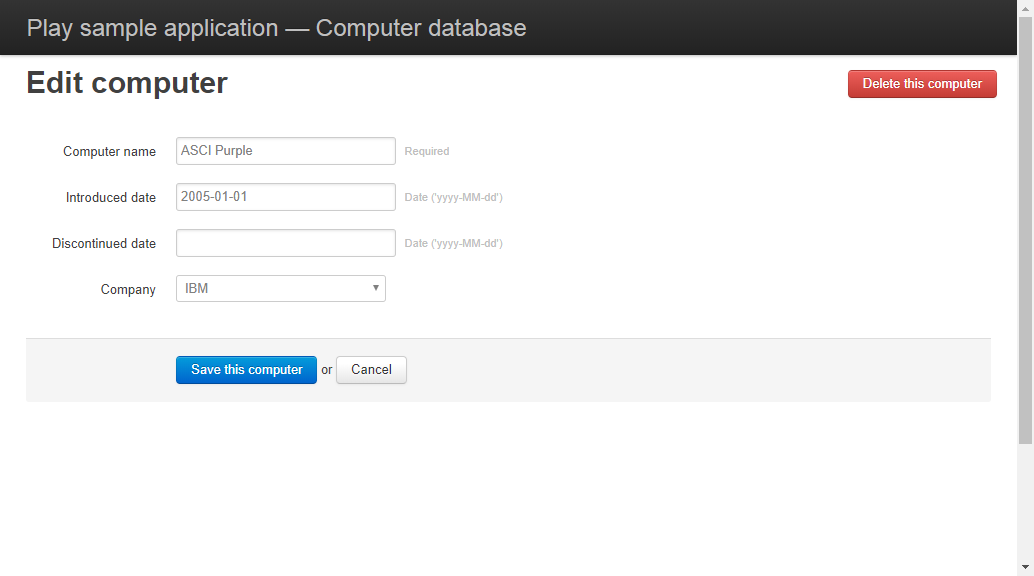 Play sample application — Computer database
Edit computer
Delete this computer
Computer name ASCI Purple Required
Introduced date 2005-01-01 Date ('yyyy-MM-dd')
Discontinued date Date ('yyyy-MM-dd')
Company IBM
Save this computer or Cancel